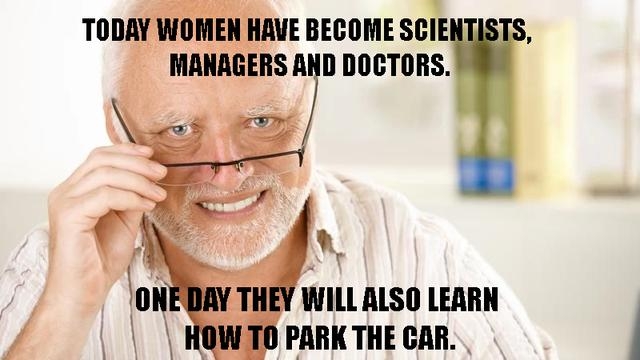 TODAY WOMEN HAVE BECOME SCIENTISTS,
MANAGERS AND DOCTORS.
ONE DAY THEY WILL ALSO LEARN
HOW TO PARK THE CAR.